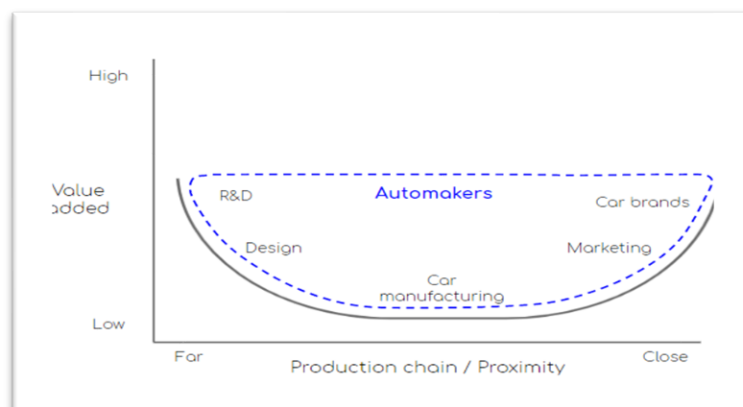 High
Value
added
Low
R&D
Automakers
Car brands
Design
Marketing
Car
manufacturing
Far
Close
Production chain / Proximity